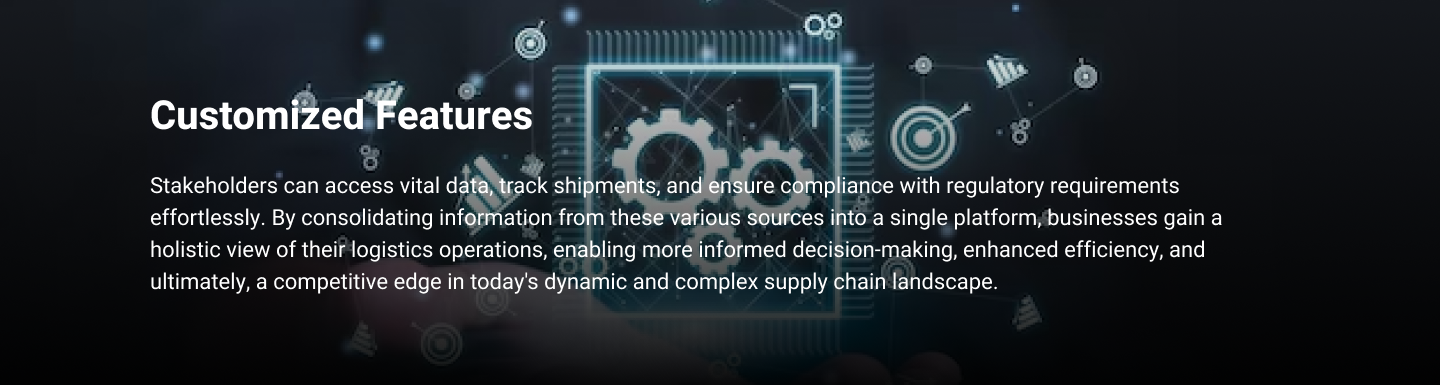 Customized Features
Stakeholders can access vital data, track shipments, and ensure compliance with regulatory requirements
effortlessly. By consolidating information from these various sources into a single platform, businesses gain a
holistic view of their logistics operations, enabling more informed decision-making, enhanced efficiency, and
ultimately, a competitive edge in today's dynamic and complex supply chain landscape.